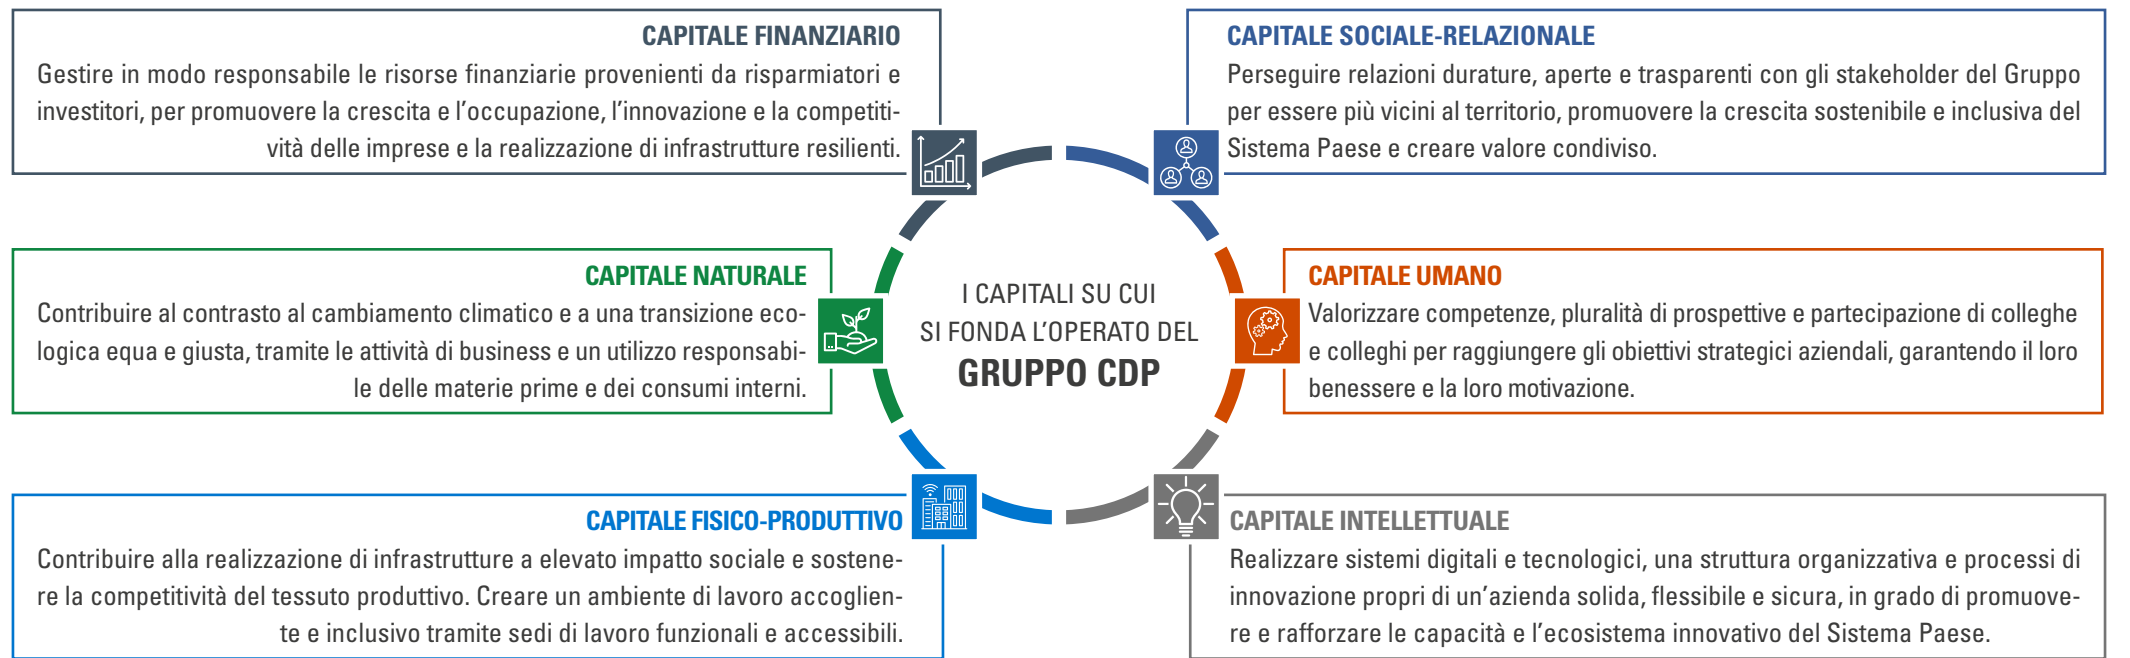 CAPITALE FINANZIARIO
Gestire in modo responsabile le risorse finanziarie provenienti da risparmiatori e
investitori, per promuovere la crescita e l'occupazione, l'innovazione e la competiti-
vità delle imprese e la realizzazione di infrastrutture resilienti.
CAPITALE SOCIALE-RELAZIONALE
Perseguire relazioni durature, aperte e trasparenti con gli stakeholder del Gruppo
per essere più vicini al territorio, promuovere la crescita sostenibile e inclusiva del
Sistema Paese e creare valore condiviso.
CAPITALE NATURALE
Contribuire al contrasto al cambiamento climatico e a una transizione eco-
logica equa e giusta, tramite le attività di business e un utilizzo responsabi-
le delle materie prime e dei consumi interni.
I CAPITALI SU CUI
SI FONDA L'OPERATO DEL
GRUPPO CDP
CAPITALE UMANO
Valorizzare competenze, pluralità di prospettive e partecipazione di colleghe
e colleghi per raggiungere gli obiettivi strategici aziendali, garantendo il loro
benessere e la loro motivazione.
CAPITALE FISICO-PRODUTTIVO
Contribuire alla realizzazione di infrastrutture a elevato impatto sociale e sostene-
re la competitività del tessuto produttivo. Creare un ambiente di lavoro accoglien-
te e inclusivo tramite sedi di lavoro funzionali e accessibili.
CAPITALE INTELLETTUALE
Realizzare sistemi digitali e tecnologici, una struttura organizzativa e processi di
innovazione propri di un'azienda solida, flessibile e sicura, in grado di promuove-
re e rafforzare le capacità e l'ecosistema innovativo del Sistema Paese.